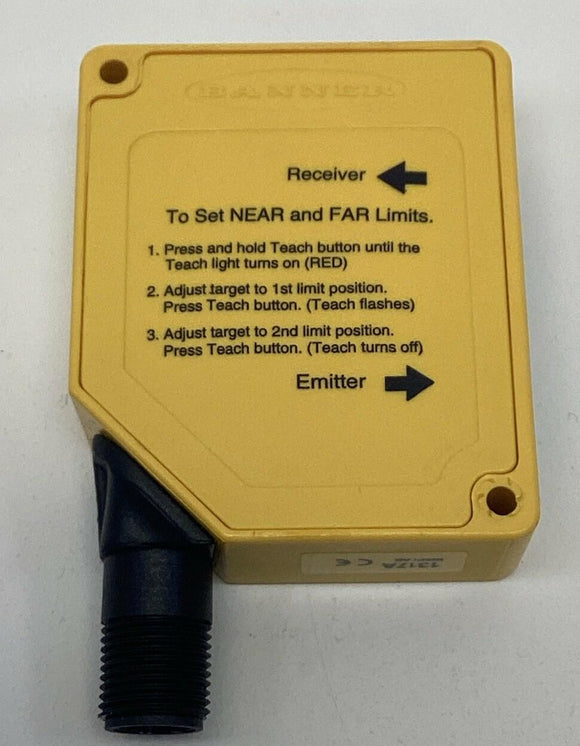 BANNER
Receiver
To Set NEAR and FAR Limits.
1. Press and hold Teach button until the
Teach light turns on (RED)
2. Adjust target to 1st limit position.
Press Teach button. (Teach flashes)
3. Adjust target to 2nd limit position.
Press Teach button. (Teach turns off)
Emitter
1317A CE